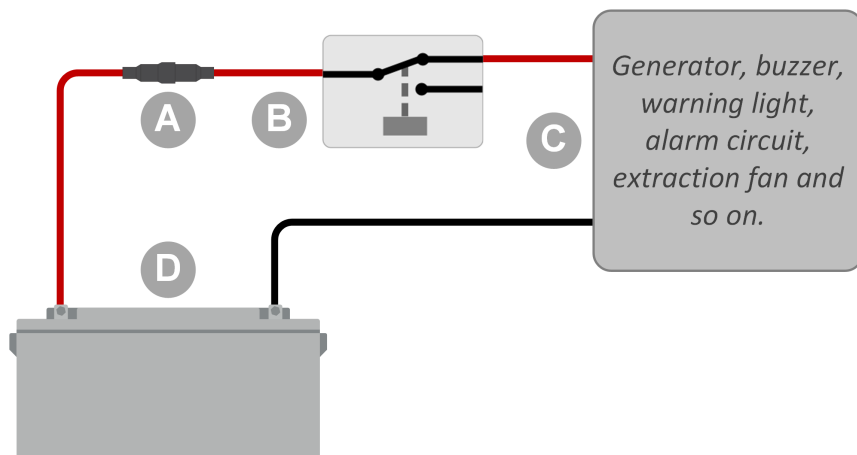 Generator, buzzer,
warning light,
alarm circuit,
extraction fan and
so on.
A
B
C
D